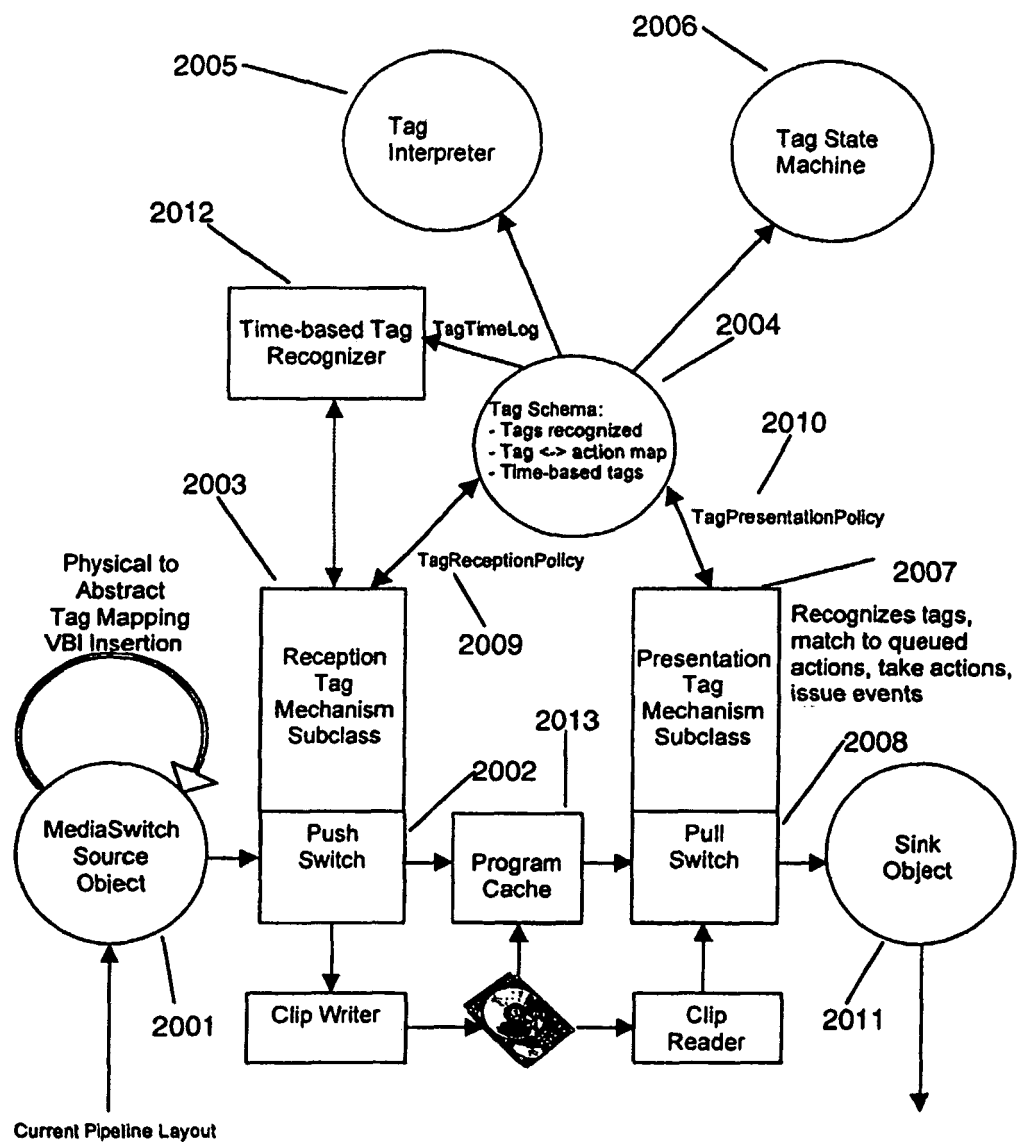 2006
2005
Tag
Interpreter
Tag State
Machine
2012
Time-based Tag
Recognizer
TagTimeLog
2004
Tag Schema:
- Tags recognized
- Tag <-> action map
- Time-based tags
2010
2003
TagPresentationPolicy
TagReceptionPolicy
Physical to
Abstract
Tag Mapping
VBI Insertion
2009
2007
Recognizes tags,
match to queued
actions, take actions,
issue events
Reception
Tag
Mechanism
Subclass
Presentation
Tag
Mechanism
Subclass
2013
2002
2008
MediaSwitch
Source
Object
Push
Switch
Program
Cache
Pull
Switch
Sink
Object
2001
Clip Writer
Clip
Reader
2011
Current Pipeline Layout